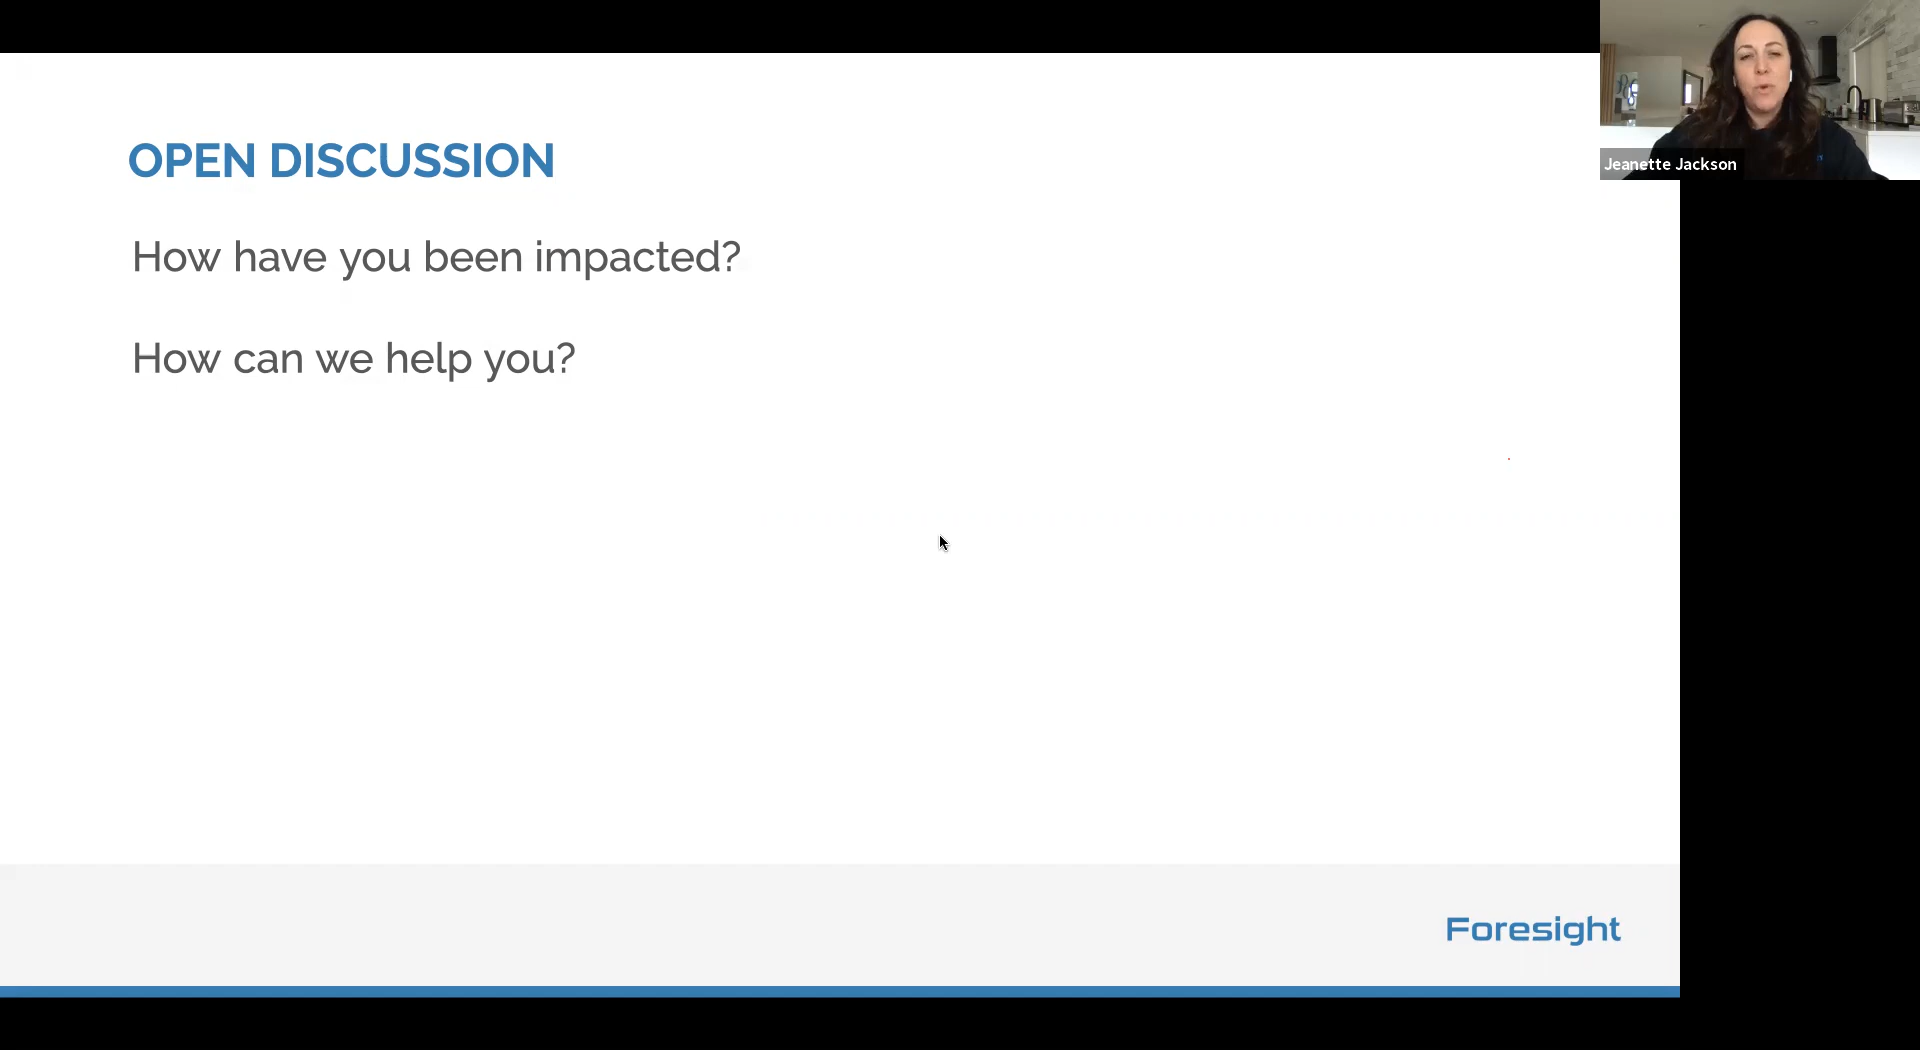 OPEN DISCUSSION
How have you been impacted?
How can we help you?
Jeanette Jackson
Foresight